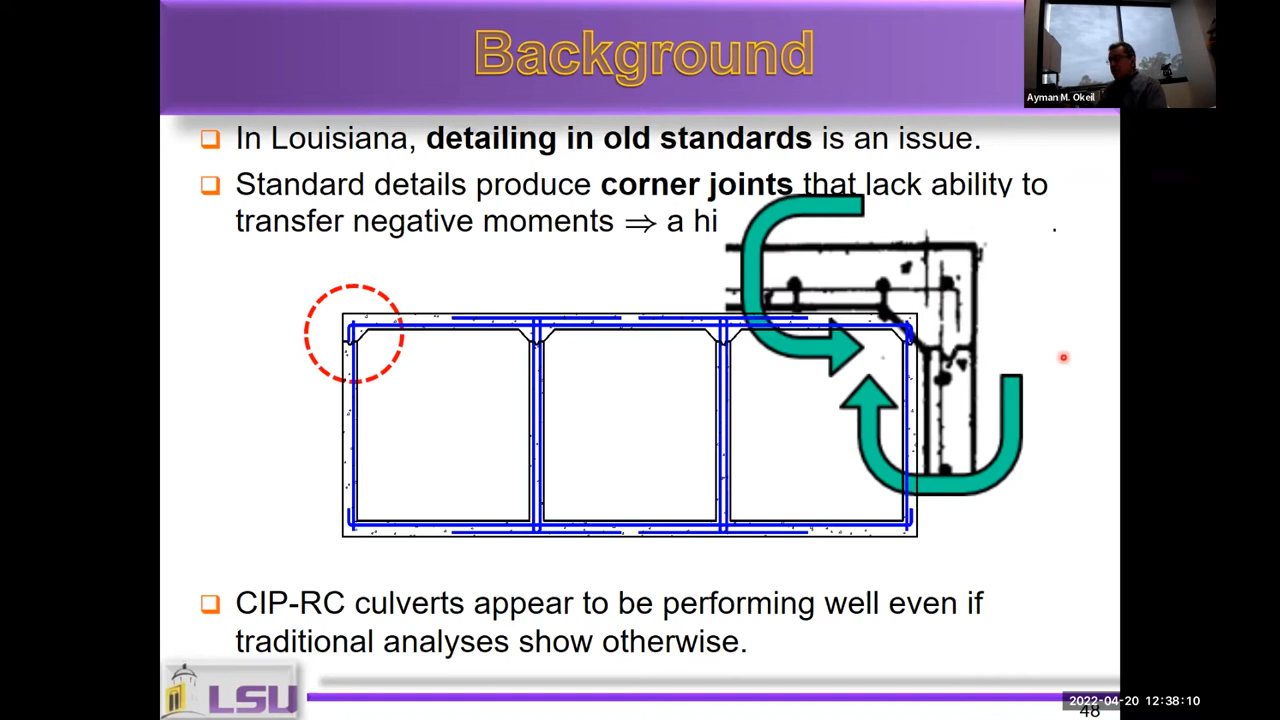 Background
Ayman M. Okeil
In Louisiana, detailing in old standards is an issue.
Standard details produce corner joints that lack ability to
transfer negative moments ⇒ a hi
.
CIP-RC culverts appear to be performing well even if
traditional analyses show otherwise.
LSU
2022-04-20 12:38:10
48